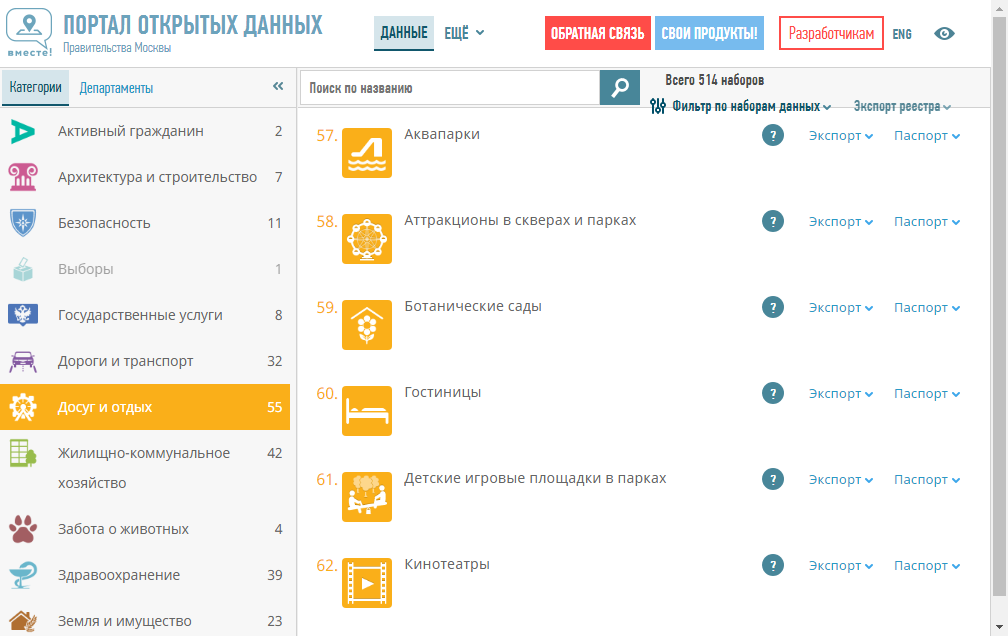 вместе!
ПОРТАЛ ОТКРЫТЫХ ДАННЫХ
Правительства Москвы
ДАННЫЕ
ЕЩЁ
ОБРАТНАЯ СВЯЗЬ
СВОИ ПРОДУКТЫ!
Разработчикам
ENG
Категории
Департаменты
«
Поиск по названию
Всего 514 наборов
Фильтр по наборам данных
Экспорт реестра
Активный гражданин 2
Архитектура и строительство 7
Безопасность 11
Выборы 1
Государственные услуги 8
Дороги и транспорт 32
Досуг и отдых 55
Жилищно-коммунальное 42
хозяйство
Забота о животных 4
Здравоохранение 39
Земля и имущество 23
57. Аквапарки ? Экспорт Паспорт
58. Аттракционы в скверах и парках ? Экспорт Паспорт
59. Ботанические сады ? Экспорт Паспорт
60. Гостиницы ? Экспорт Паспорт
61. Детские игровые площадки в парках ? Экспорт Паспорт
62. Кинотеатры ? Экспорт Паспорт